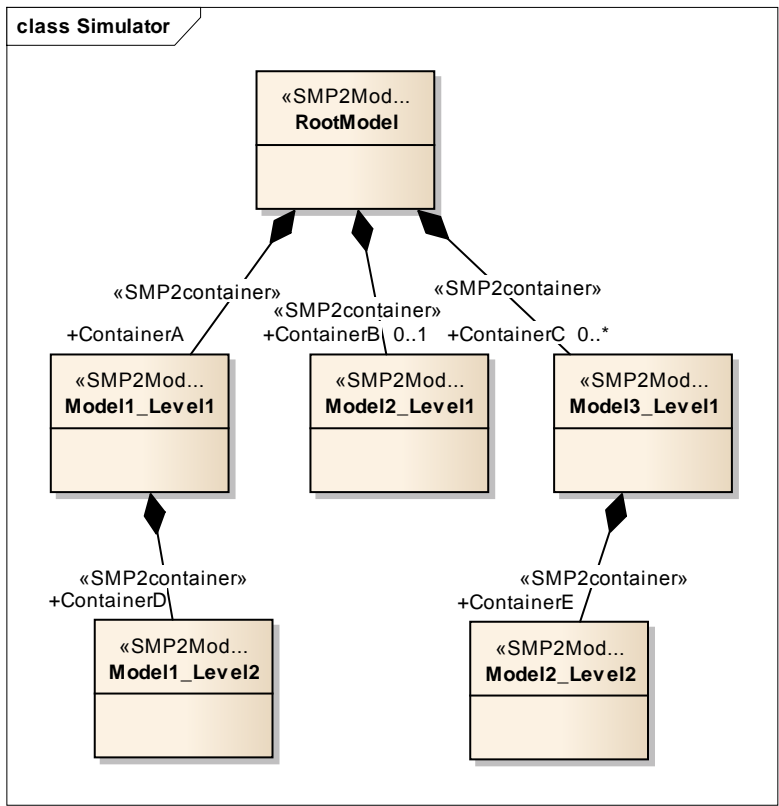 class Simulator
«SMP2Mod...
RootModel
«SMP2container»
«SMP2container»
«SMP2container»
+ContainerA
+ContainerB 0..1
+ContainerC 0..*
«SMP2Mod...
Model1_Level1
«SMP2Mod...
Model2_Level1
«SMP2Mod...
Model3_Level1
«SMP2container»
+ContainerD
«SMP2container»
+ContainerE
«SMP2Mod...
Model1_Level2
«SMP2Mod...
Model2_Level2